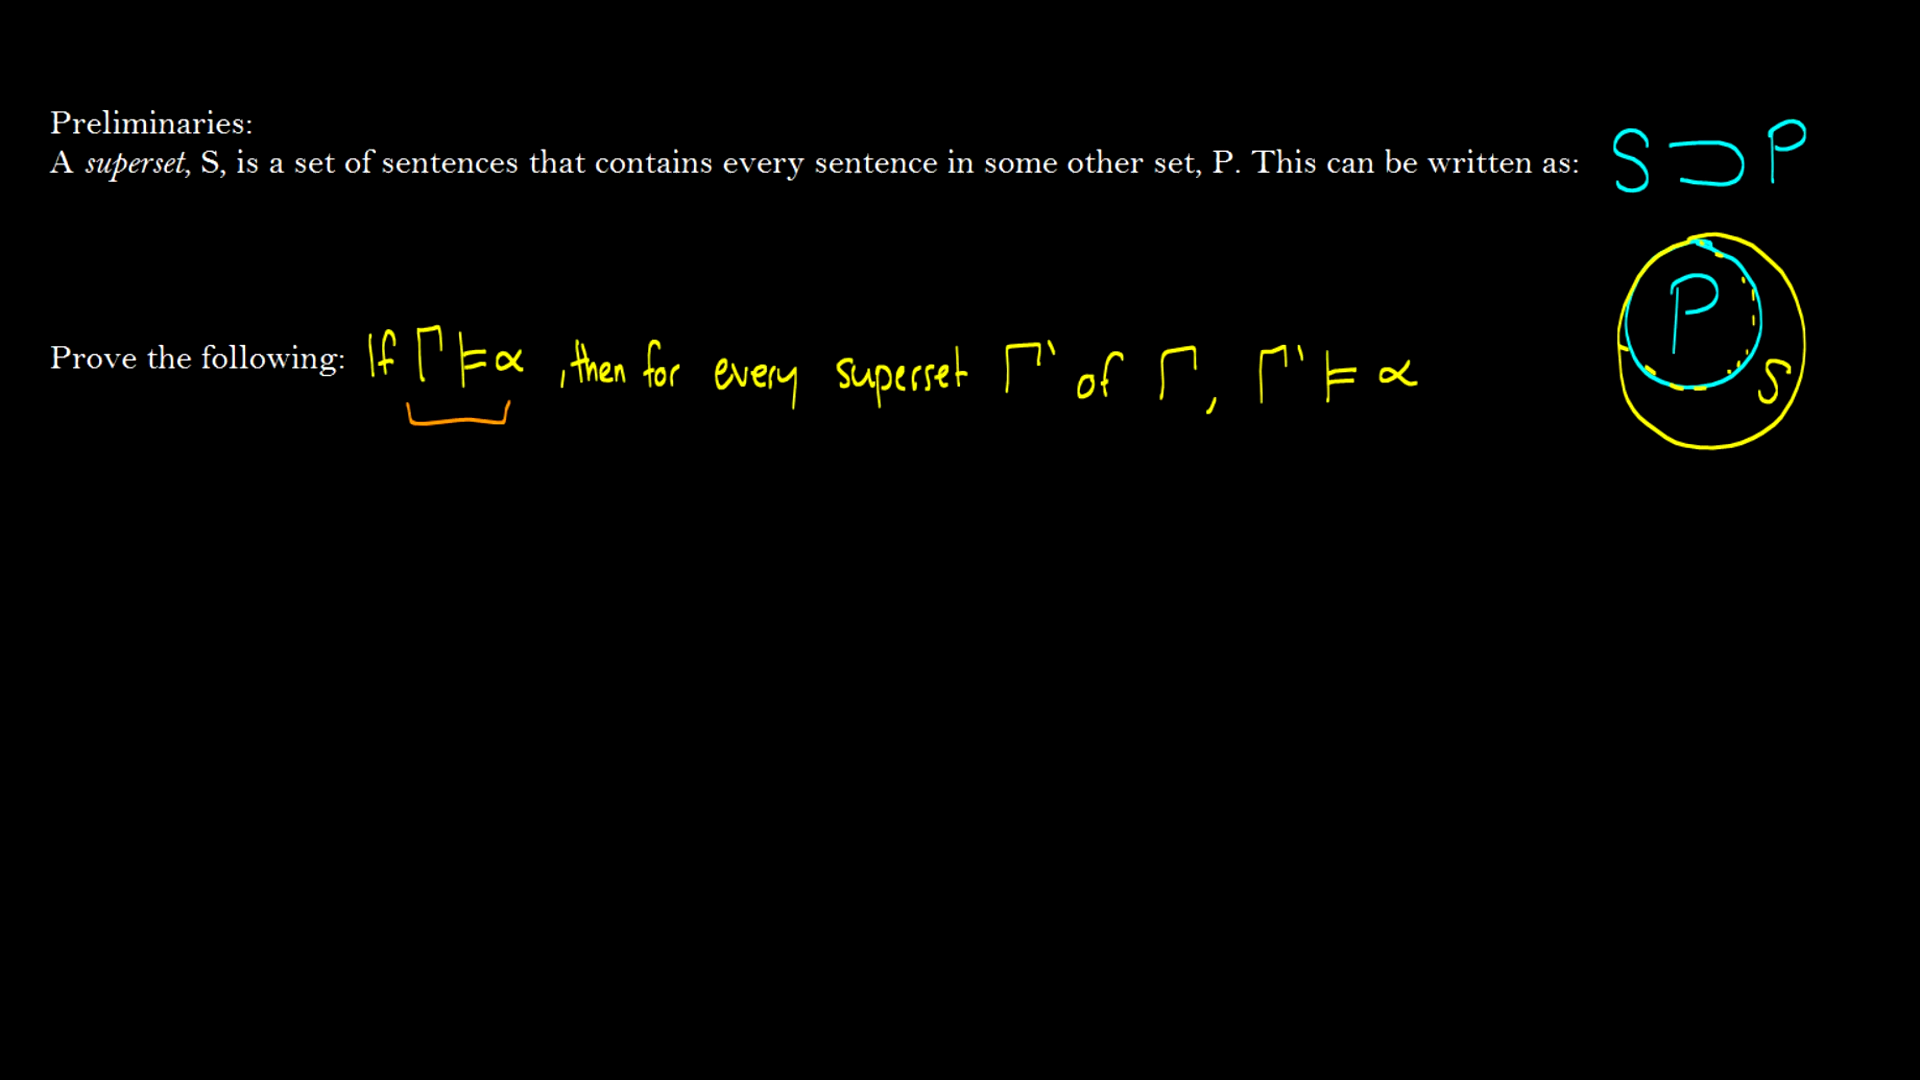 Preliminaries:
A superset, S, is a set of sentences that contains every sentence in some other set, P. This can be written as: S ⊃ P
P
S
Prove the following: If Γ ⊨ α, then for every superset Γ' of Γ, Γ' ⊨ α